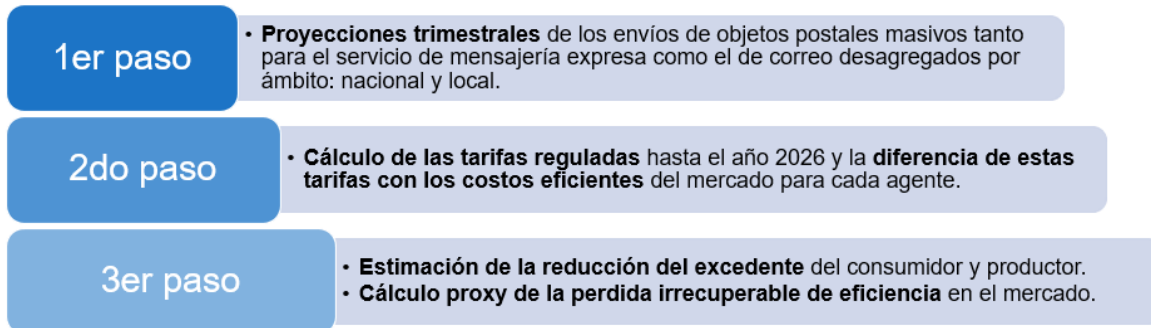 1er paso
• Proyecciones trimestrales de los envíos de objetos postales masivos tanto
para el servicio de mensajería expresa como el de correo desagregados por
ámbito: nacional y local.
2do paso
• Cálculo de las tarifas reguladas hasta el año 2026 y la diferencia de estas
tarifas con los costos eficientes del mercado para cada agente.
3er paso
• Estimación de la reducción del excedente del consumidor y productor.
• Cálculo proxy de la perdida irrecuperable de eficiencia en el mercado.